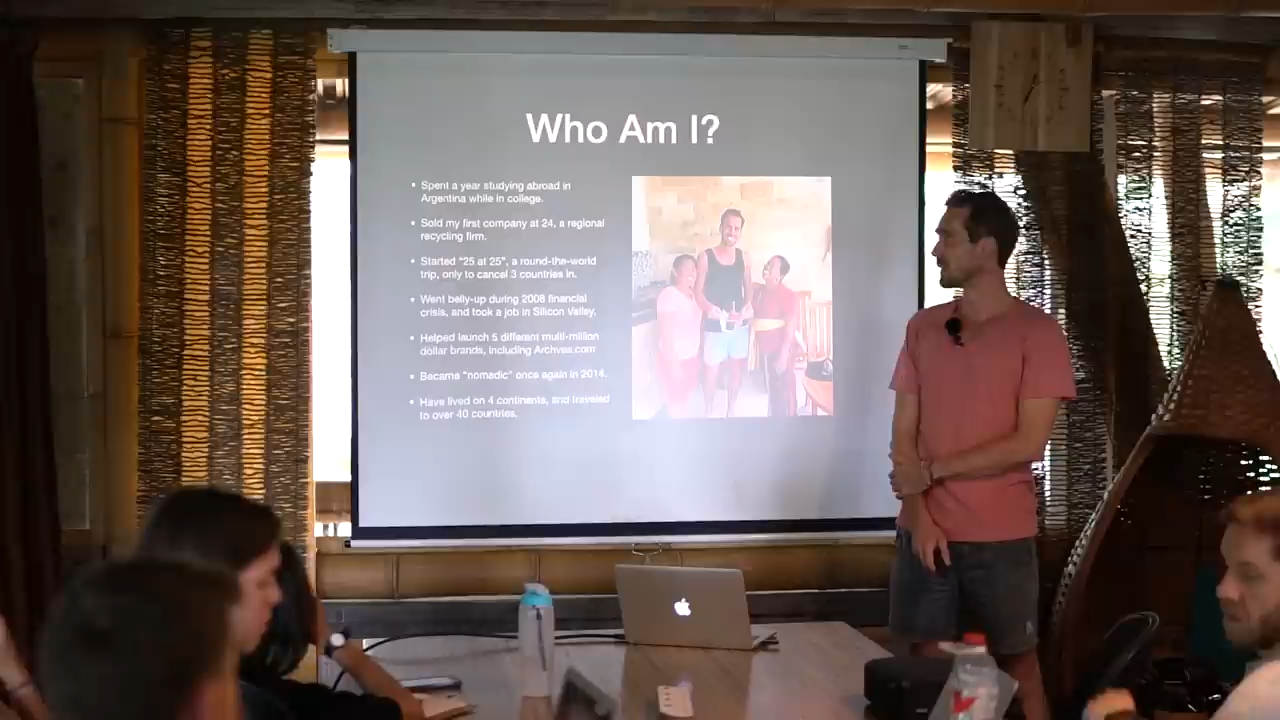 Who Am I?
• Spent a year studying abroad in
Argentina while in college.
• Sold my first company at 24, a regional
recycling firm.
• Started "25 at 25", a round-the-world
trip, only to cancel 3 countries in.
• Went belly-up during 2008 financial
crisis, and took a job in Silicon Valley.
• Helped launch 5 different multi-million
dollar brands, including Archives.com
• Became "nomadic" once again in 2014.
• Have lived on 4 continents, and traveled
to over 40 countries.